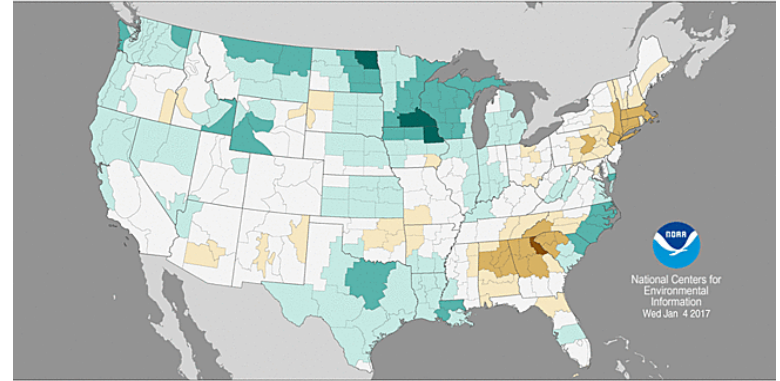 NOAA
National Centers for
Environmental
Information
Wed Jan 4 2017